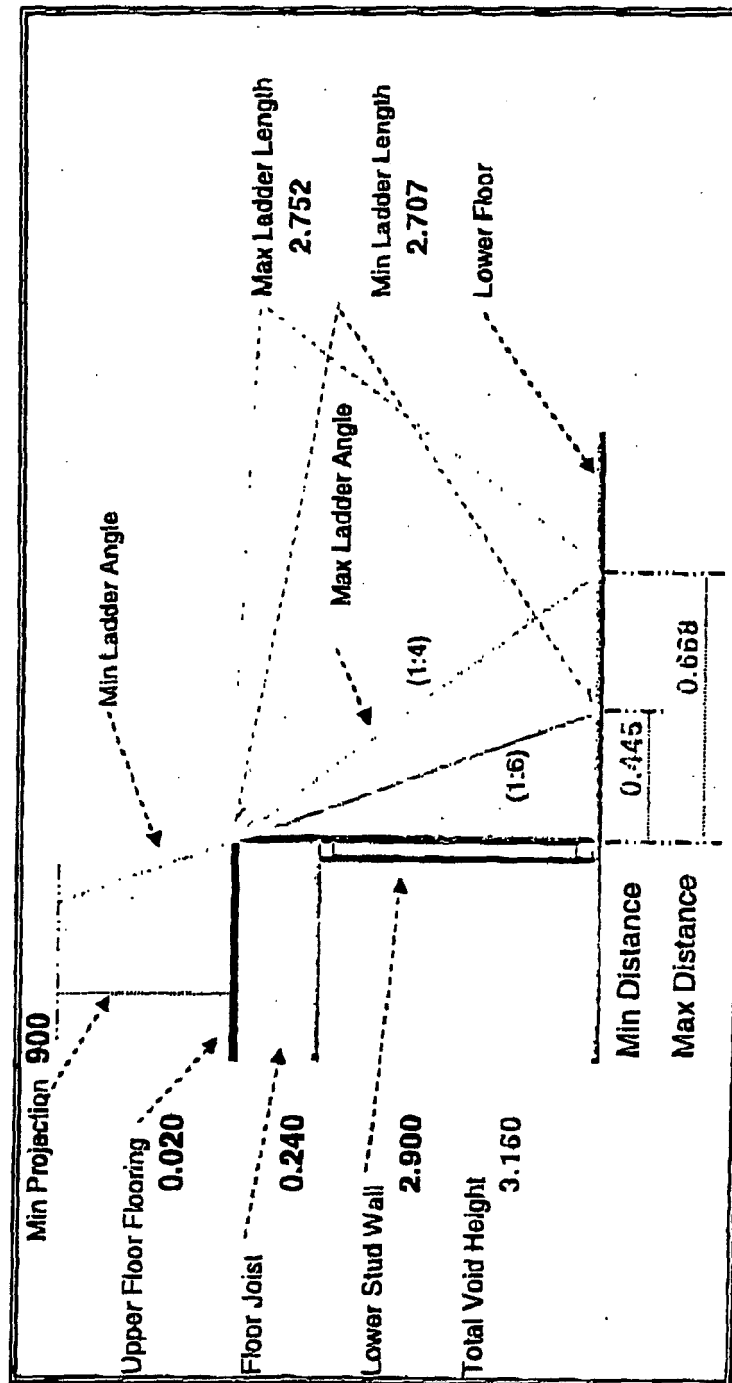 Min Projection 900
Upper Floor Flooring
0.020
Floor Joist
0.240
Lower Stud Wall
2.900
Total Void Height
3.160
Min Ladder Angle
Max Ladder Length
2.752
Max Ladder Angle
Min Ladder Length
2.707
(1:4)
(1:6)
Lower Floor
Min Distance
0.445
Max Distance
0.668